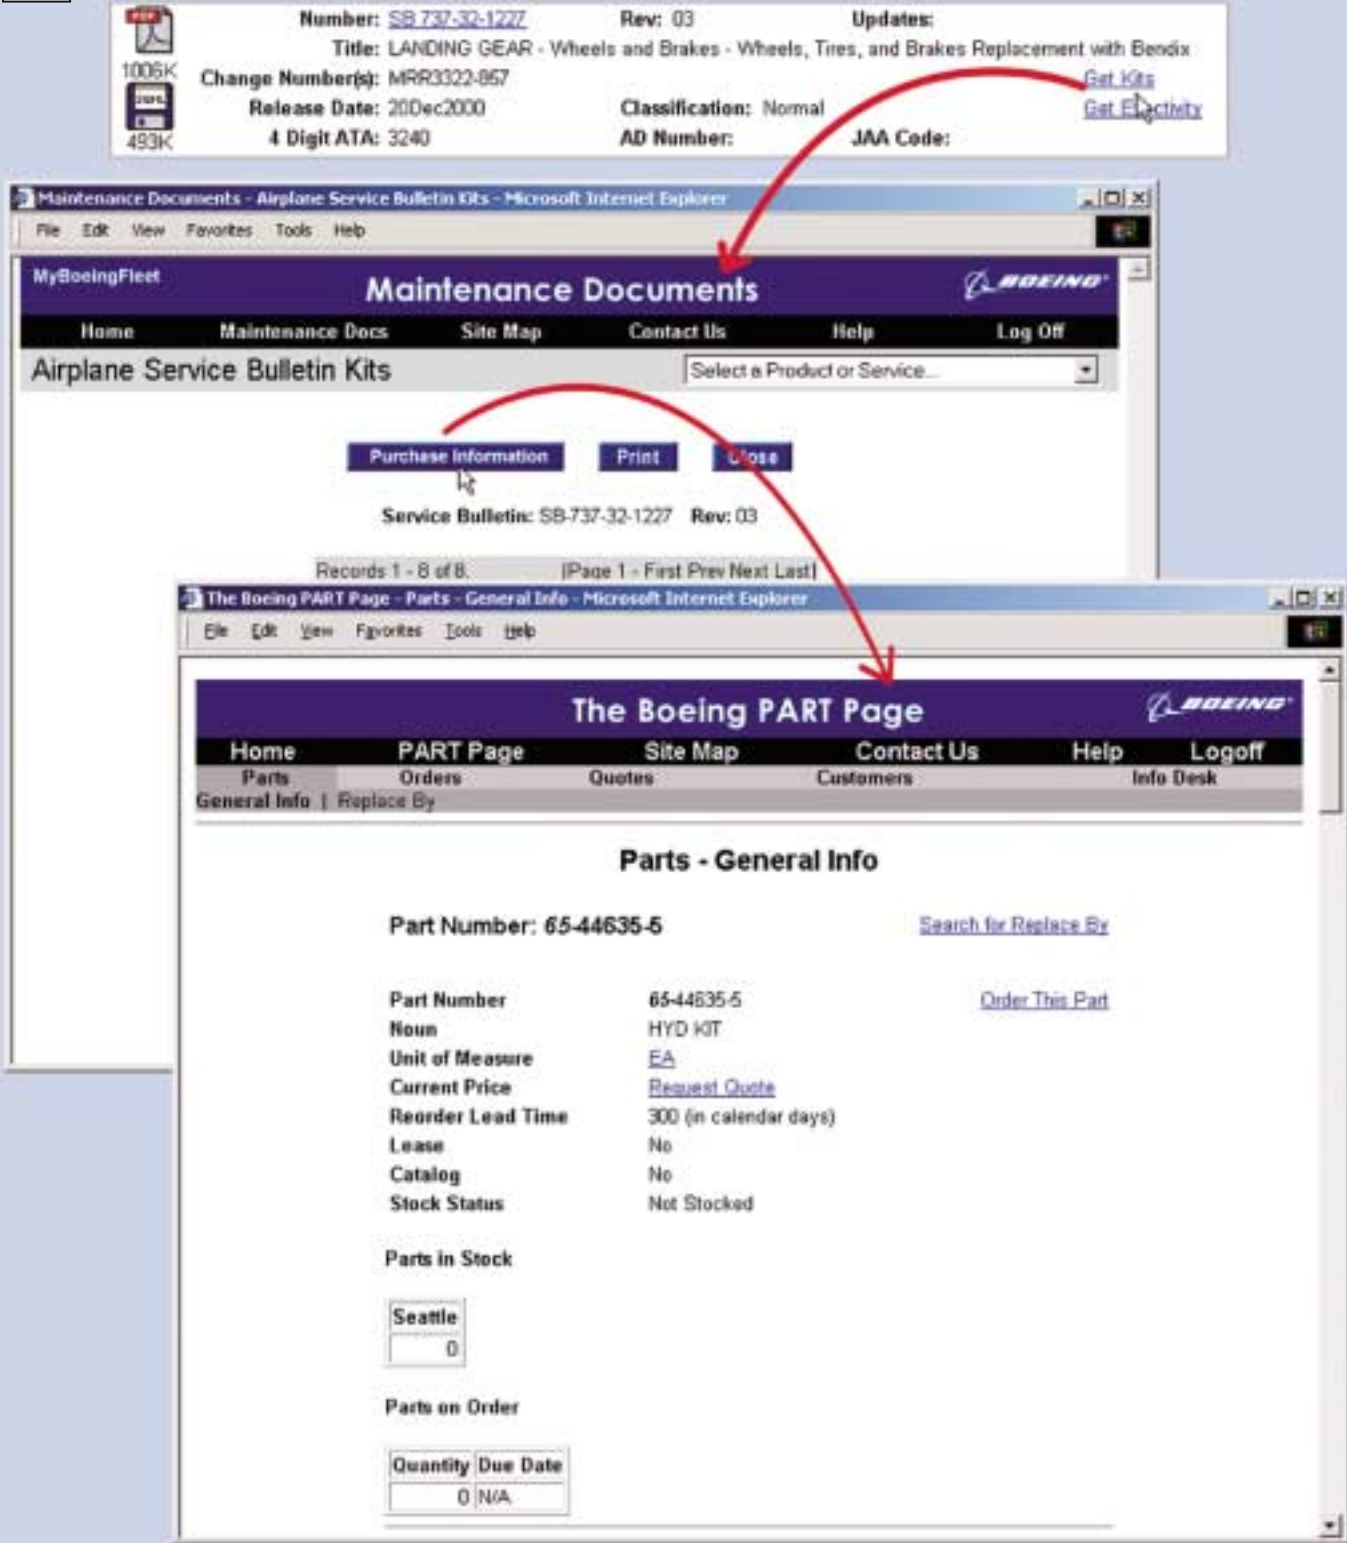 Number: SB 737-32-1227 Rev: 03 Updates:
Title: LANDING GEAR - Wheels and Brakes - Wheels, Tires, and Brakes Replacement with Bendix
1006K
Change Number(s): MRR3322-857 Get Kits
Release Date: 20Dec2000 Classification: Normal Get Effectivity
493K
4 Digit ATA: 3240 AD Number: JAA Code:
Maintenance Documents - Airplane Service Bulletin Kits - Microsoft Internet Explorer
File Edit View Favorites Tools Help
MyBoeingFleet
Maintenance Documents
BOEING
Home Maintenance Docs Site Map Contact Us Help Log Off
Airplane Service Bulletin Kits Select a Product or Service...
Purchase Information Print Close
Service Bulletin: SB-737-32-1227 Rev: 03
Records 1 - 8 of 8. [Page 1 - First Prev Next Last]
The Boeing PART Page - Parts - General Info - Microsoft Internet Explorer
File Edit View Favorites Tools Help
The Boeing PART Page
BOEING
Home PART Page Site Map Contact Us Help Logoff
Parts Orders Quotes Customers Info Desk
General Info | Replace By
Parts - General Info
Part Number: 65-44635-5 Search for Replace By
Part Number 65-44635-5 Order This Part
Noun HYD KIT
Unit of Measure EA
Current Price Request Quote
Reorder Lead Time 300 (in calendar days)
Lease No
Catalog No
Stock Status Not Stocked
Parts in Stock
Seattle
0
Parts on Order
Quantity Due Date
0 N/A